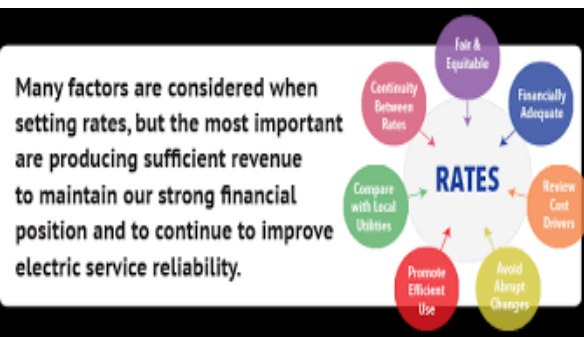 Many factors are considered when
setting rates, but the most important
are producing sufficient revenue
to maintain our strong financial
position and to continue to improve
electric service reliability.
Fair &
Equitable
Financially
Adequate
Review
Cost
Drivers
Avoid
Abrupt
Changes
Promote
Efficient
Use
Compare
with Local
Utilities
Continuity
Between
Rates
RATES